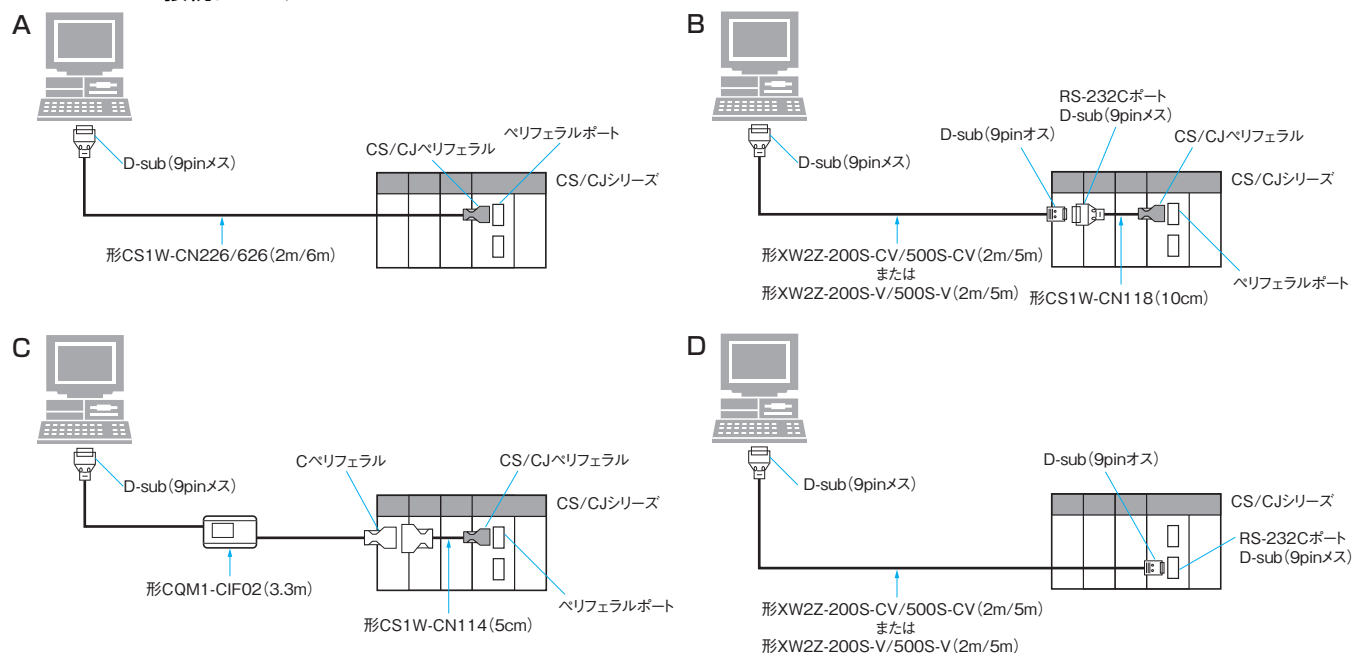 A
D-sub(9pinメス)
CS/CJペリフェラル
ペリフェラルポート
CS/CJシリーズ
形CS1W-CN226/626(2m/6m)
B
D-sub(9pinメス)
D-sub(9pinオス)
RS-232Cポート
D-sub(9pinメス)
CS/CJペリフェラル
CS/CJシリーズ
形XW2Z-200S-CV/500S-CV(2m/5m)
または
形XW2Z-200S-V/500S-V(2m/5m)
形CS1W-CN118(10cm)
ペリフェラルポート
C
D-sub(9pinメス)
Cペリフェラル
CS/CJペリフェラル
CS/CJシリーズ
形CQM1-CIF02(3.3m)
形CS1W-CN114(5cm)
ペリフェラルポート
D
D-sub(9pinメス)
D-sub(9pinオス)
CS/CJシリーズ
RS-232Cポート
D-sub(9pinメス)
形XW2Z-200S-CV/500S-CV(2m/5m)
または
形XW2Z-200S-V/500S-V(2m/5m)